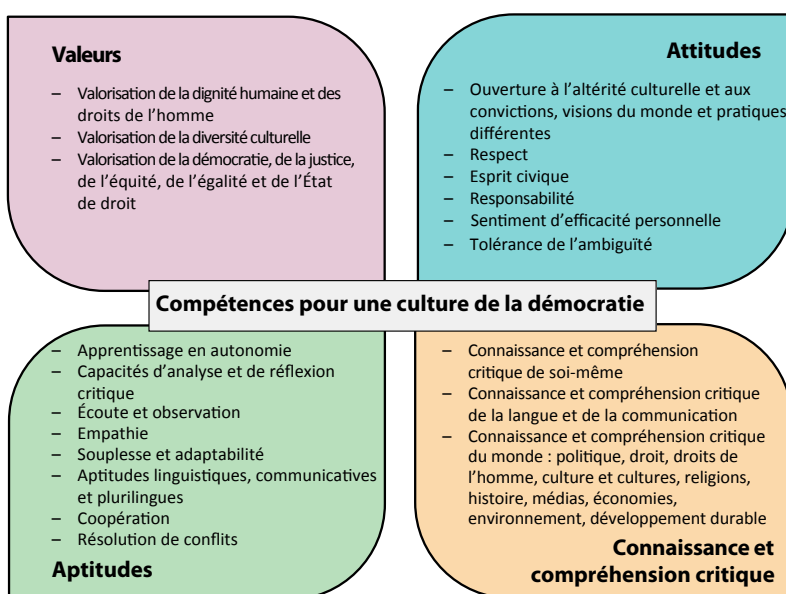 Valeurs
– Valorisation de la dignité humaine et des
droits de l'homme
– Valorisation de la diversité culturelle
– Valorisation de la démocratie, de la justice,
de l'équité, de l'égalité et de l'État
de droit
Attitudes
– Ouverture à l'altérité culturelle et aux
convictions, visions du monde et pratiques
différentes
– Respect
– Esprit civique
– Responsabilité
– Sentiment d'efficacité personnelle
– Tolérance de l'ambiguïté
Compétences pour une culture de la démocratie
– Apprentissage en autonomie
– Capacités d'analyse et de réflexion
critique
– Écoute et observation
– Empathie
– Souplesse et adaptabilité
– Aptitudes linguistiques, communicatives
et plurilingues
– Coopération
– Résolution de conflits
Aptitudes
– Connaissance et compréhension
critique de soi-même
– Connaissance et compréhension critique
de la langue et de la communication
– Connaissance et compréhension critique
du monde : politique, droit, droits de
l'homme, culture et cultures, religions,
histoire, médias, économies,
environnement, développement durable
Connaissance et
compréhension critique